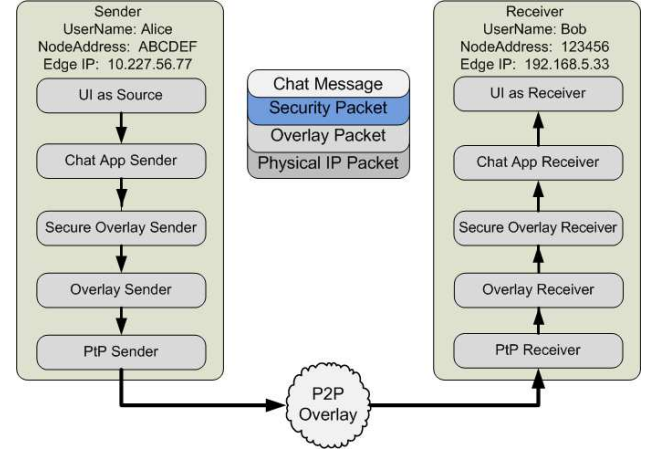 Sender
UserName: Alice
NodeAddress: ABCDEF
Edge IP: 10.227.56.77
UI as Source
Chat App Sender
Secure Overlay Sender
Overlay Sender
PtP Sender
Chat Message
Security Packet
Overlay Packet
Physical IP Packet
P2P
Overlay
Receiver
UserName: Bob
NodeAddress: 123456
Edge IP: 192.168.5.33
UI as Receiver
Chat App Receiver
Secure Overlay Receiver
Overlay Receiver
PtP Receiver